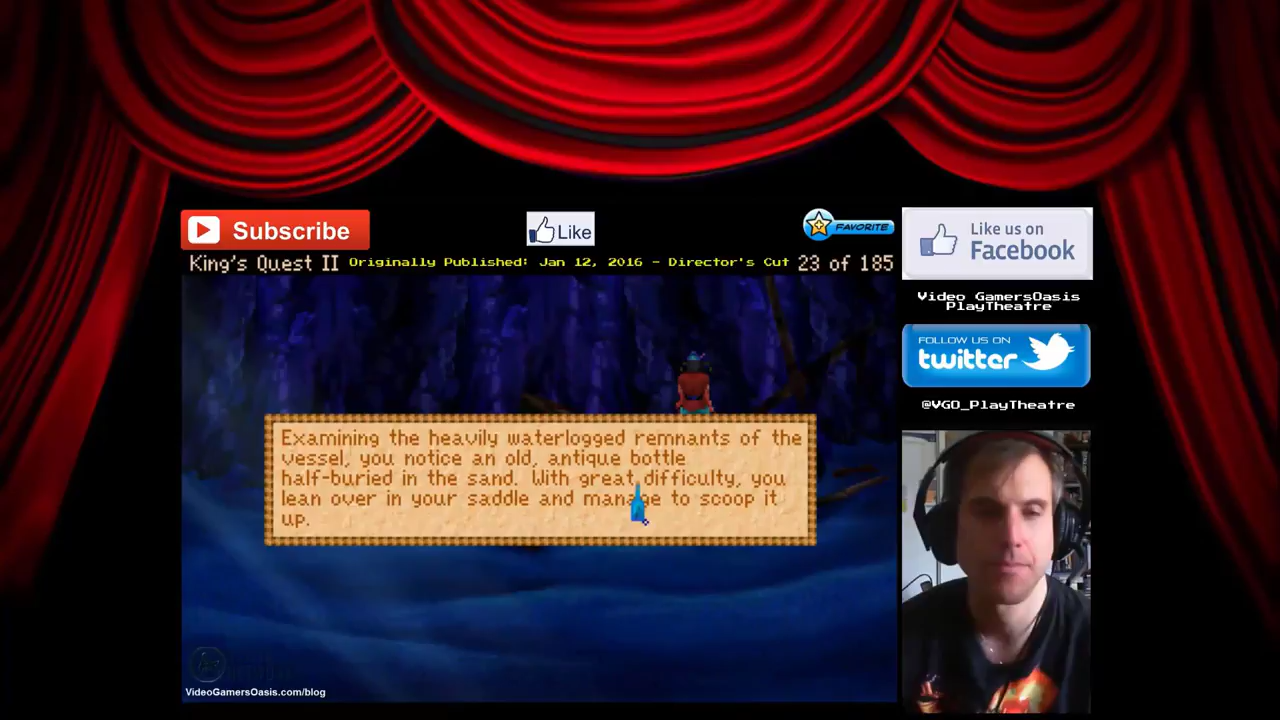 Subscribe
Like
FAVORITE
Like us on
Facebook
King's Quest II Originally Published: Jan 12, 2016 - Director's Cut 23 of 185
Video GamersOasis
PlayTheatre
FOLLOW US ON
twitter
@VGO_PlayTheatre
Examining the heavily waterlogged remnants of the
vessel, you notice an old, antique bottle
half-buried in the sand. With great difficulty, you
lean over in your saddle and manage to scoop it
up.
VideoGamersOasis.com/blog